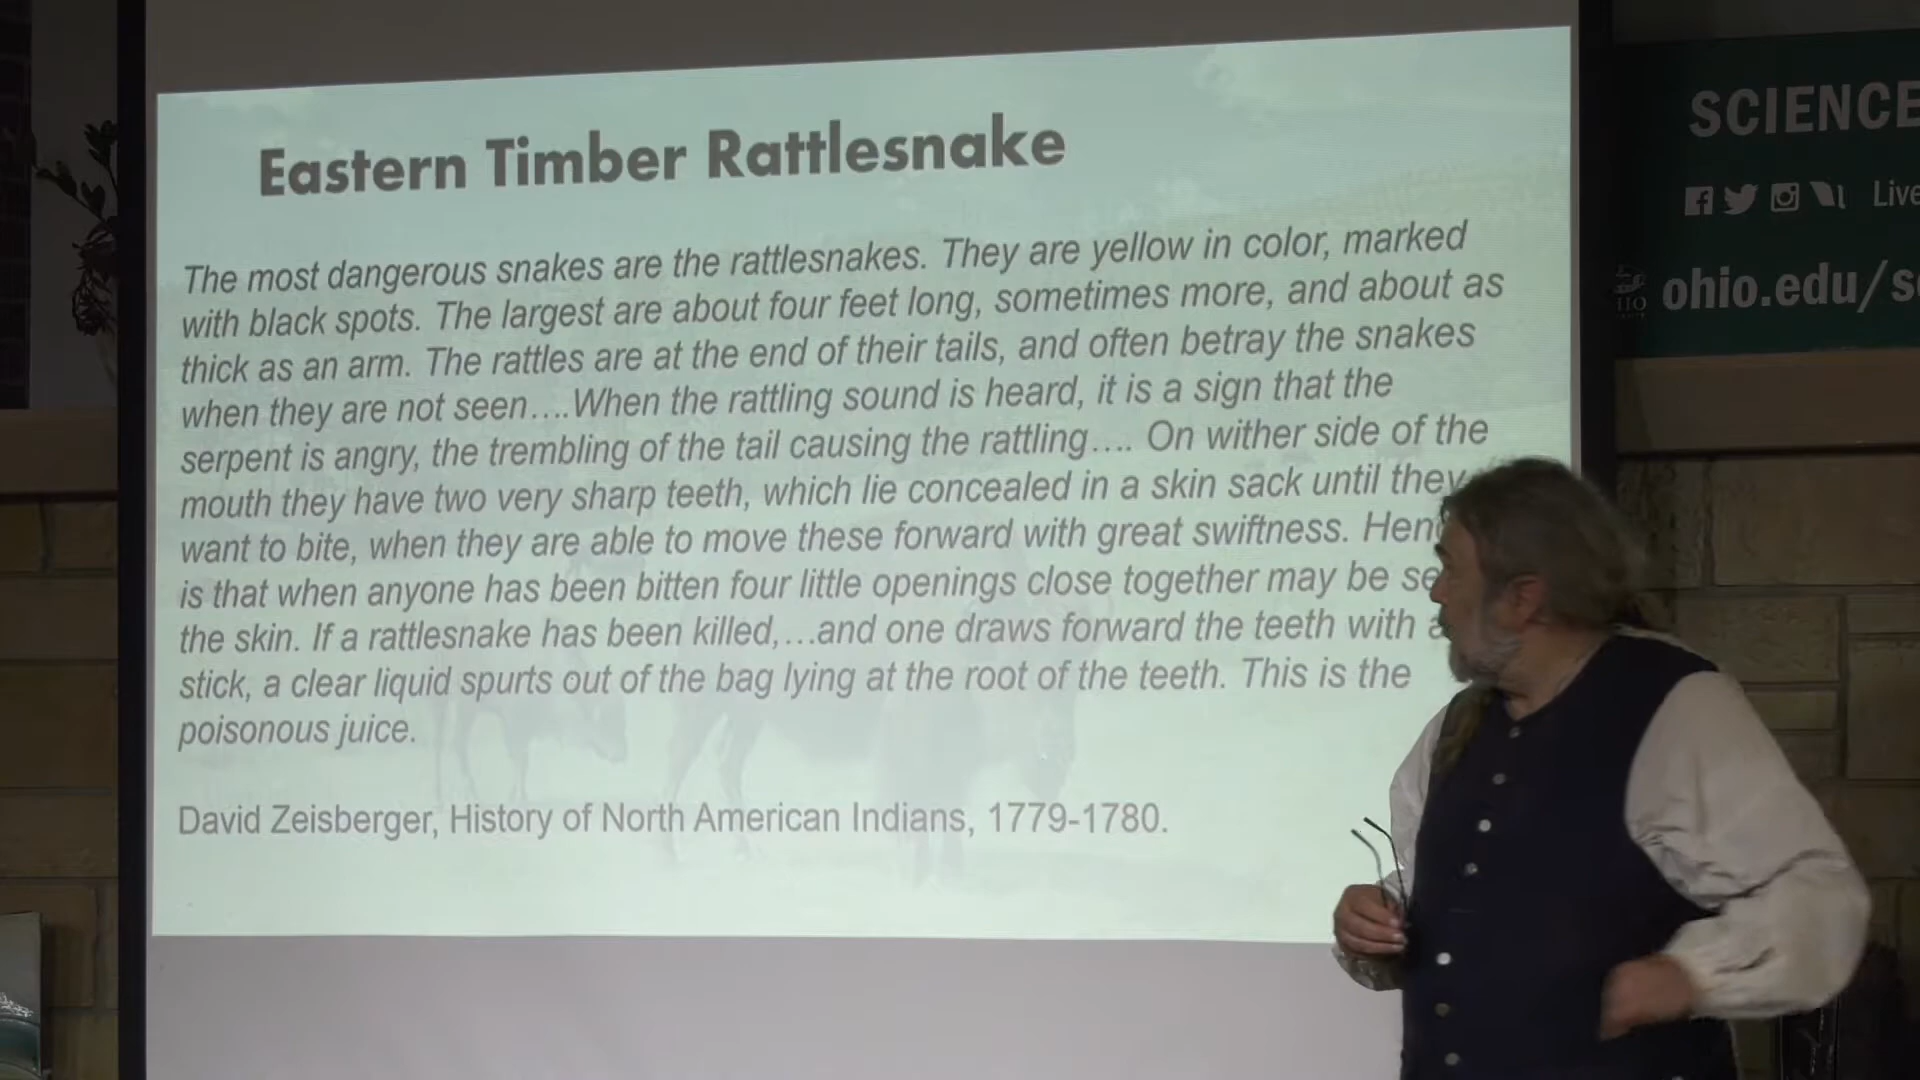 Eastern Timber Rattlesnake
The most dangerous snakes are the rattlesnakes. They are yellow in color, marked
with black spots. The largest are about four feet long, sometimes more, and about as
thick as an arm. The rattles are at the end of their tails, and often betray the snakes
when they are not seen….When the rattling sound is heard, it is a sign that the
serpent is angry, the trembling of the tail causing the rattling…. On wither side of the
mouth they have two very sharp teeth, which lie concealed in a skin sack until they
want to bite, when they are able to move these forward with great swiftness.
is that when anyone has been bitten four little openings close together may be
the skin. If a rattlesnake has been killed,…and one draws forward the teeth with a
stick, a clear liquid spurts out of the bag lying at the root of the teeth. This is the
poisonous juice.
David Zeisberger, History of North American Indians, 1779-1780.
SCIENCE
Live
ohio.edu/s